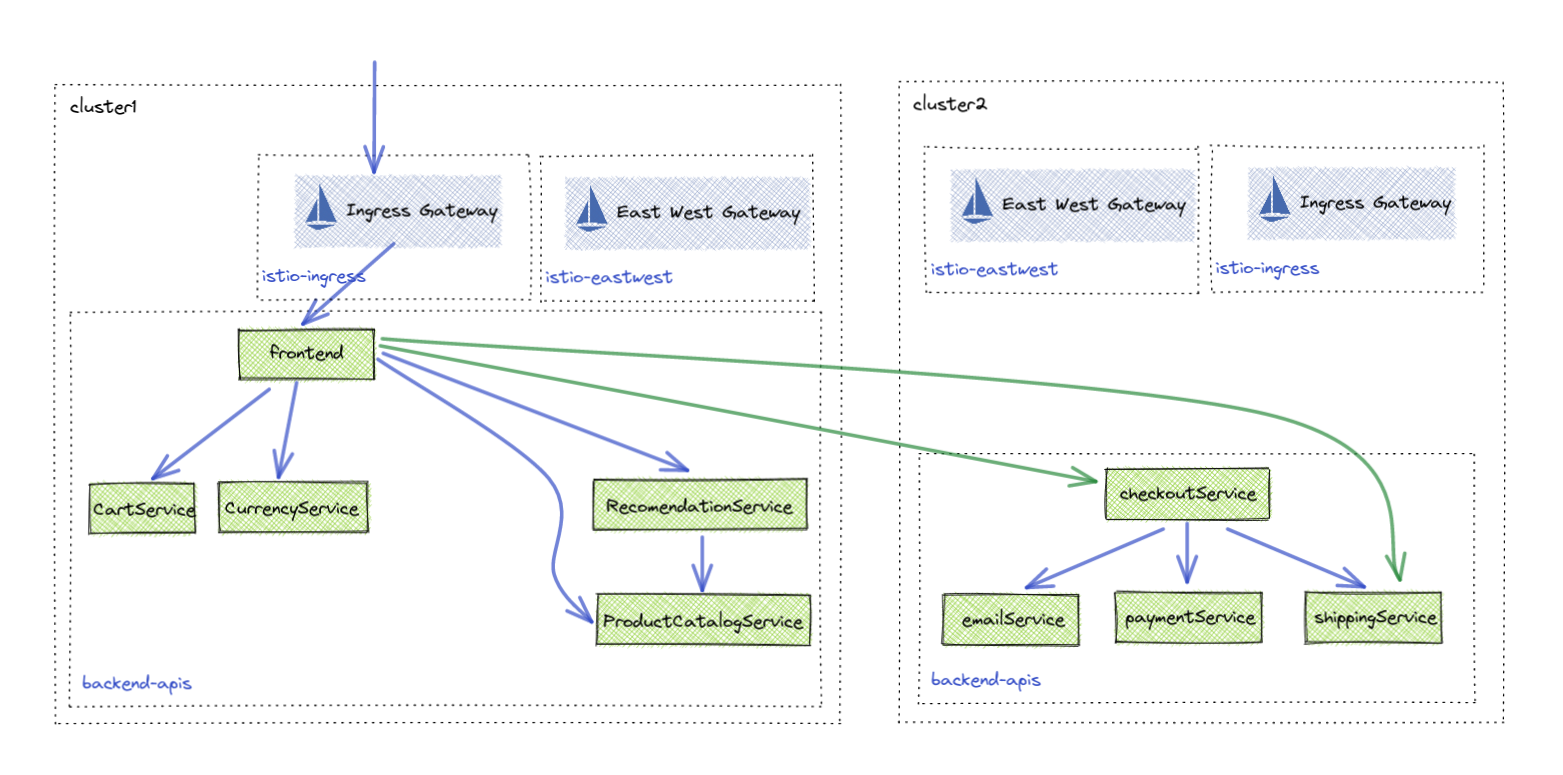 cluster1
Ingress Gateway
East West Gateway
istio-ingress
istio-eastwest
frontend
CartService
CurrencyService
RecomendationService
ProductCatalogService
backend-apis
cluster2
East West Gateway
Ingress Gateway
istio-eastwest
istio-ingress
checkoutService
emailService
paymentService
shippingService
backend-apis